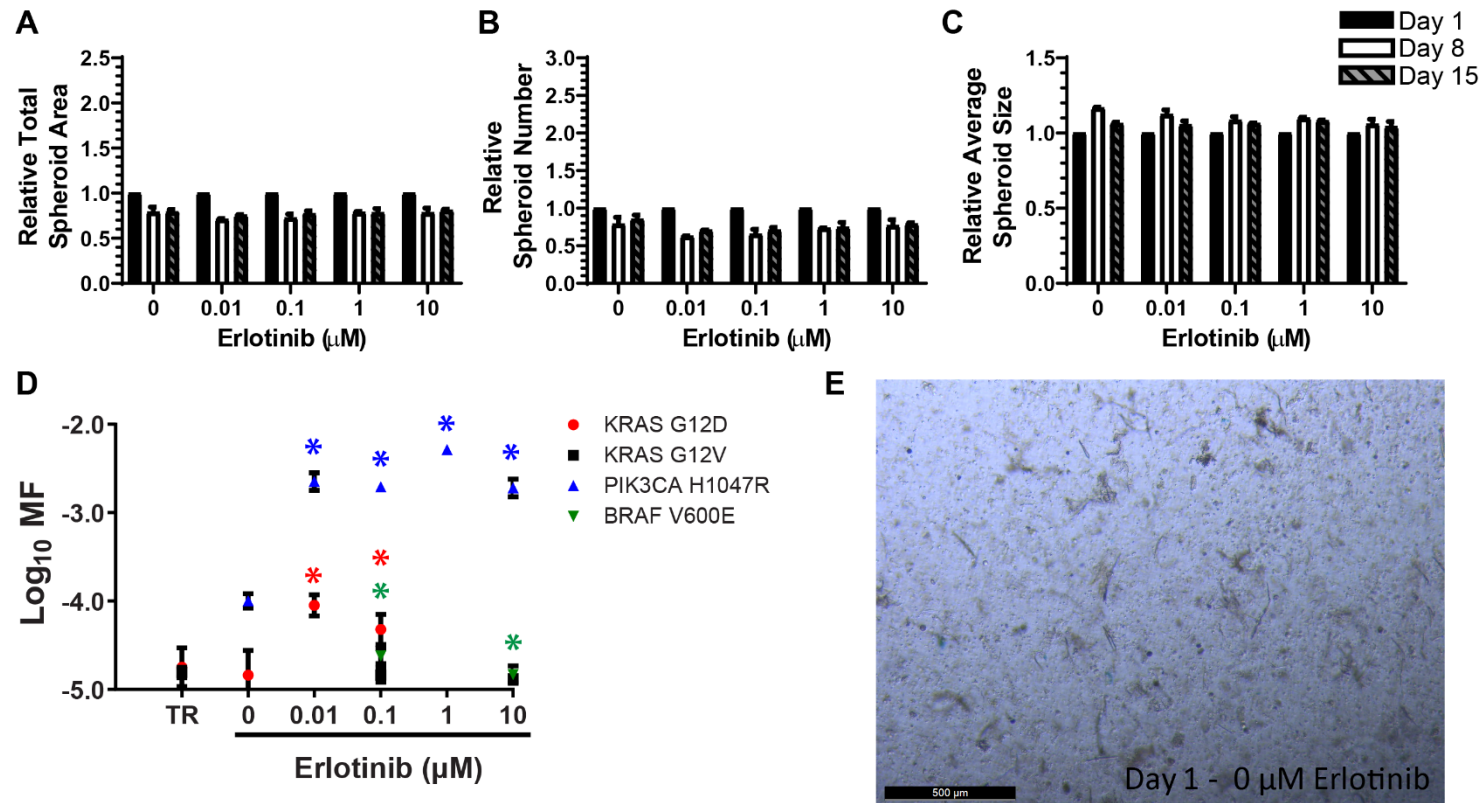 A
Relative Total
Spheroid Area
2.5
2.0
1.5
1.0
0.5
0.0
0 0.01 0.1 1 10
Erlotinib (μM)
B
Relative
Spheroid Number
3.0
2.5
2.0
1.5
1.0
0.5
0.0
0 0.01 0.1 1 10
Erlotinib (μM)
C
Relative Average
Spheroid Size
1.5
1.0
0.5
0.0
0 0.01 0.1 1 10
Erlotinib (μM)
Day 1
Day 8
Day 15
D
Log10 MF
-2.0
-3.0
-4.0
-5.0
TR 0 0.01 0.1 1 10
Erlotinib (μM)
KRAS G12D
KRAS G12V
PIK3CA H1047R
BRAF V600E
E
500 μm
Day 1 - 0 μM Erlotinib